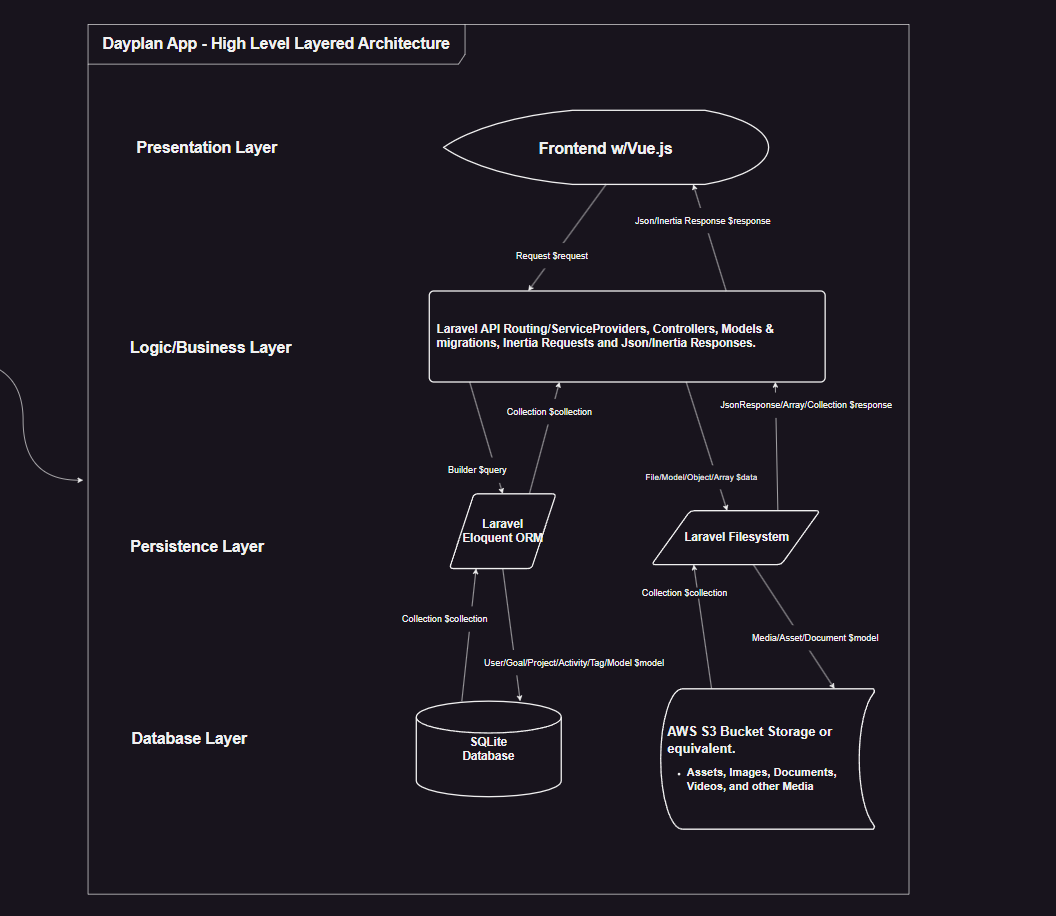 Dayplan App - High Level Layered Architecture
Presentation Layer
Frontend w/Vue.js
Json/Inertia Response $response
Request $request
Logic/Business Layer
Laravel API Routing/ServiceProviders, Controllers, Models &
migrations, Inertia Requests and Json/Inertia Responses.
Collection $collection
JsonResponse/Array/Collection $response
Builder $query
File/Model/Object/Array $data
Persistence Layer
Laravel
Eloquent ORM
Laravel Filesystem
Collection $collection
Collection $collection
Media/Asset/Document $model
User/Goal/Project/Activity/Tag/Model $model
Database Layer
SQLite
Database
AWS S3 Bucket Storage or
equivalent.
• Assets, Images, Documents,
Videos, and other Media